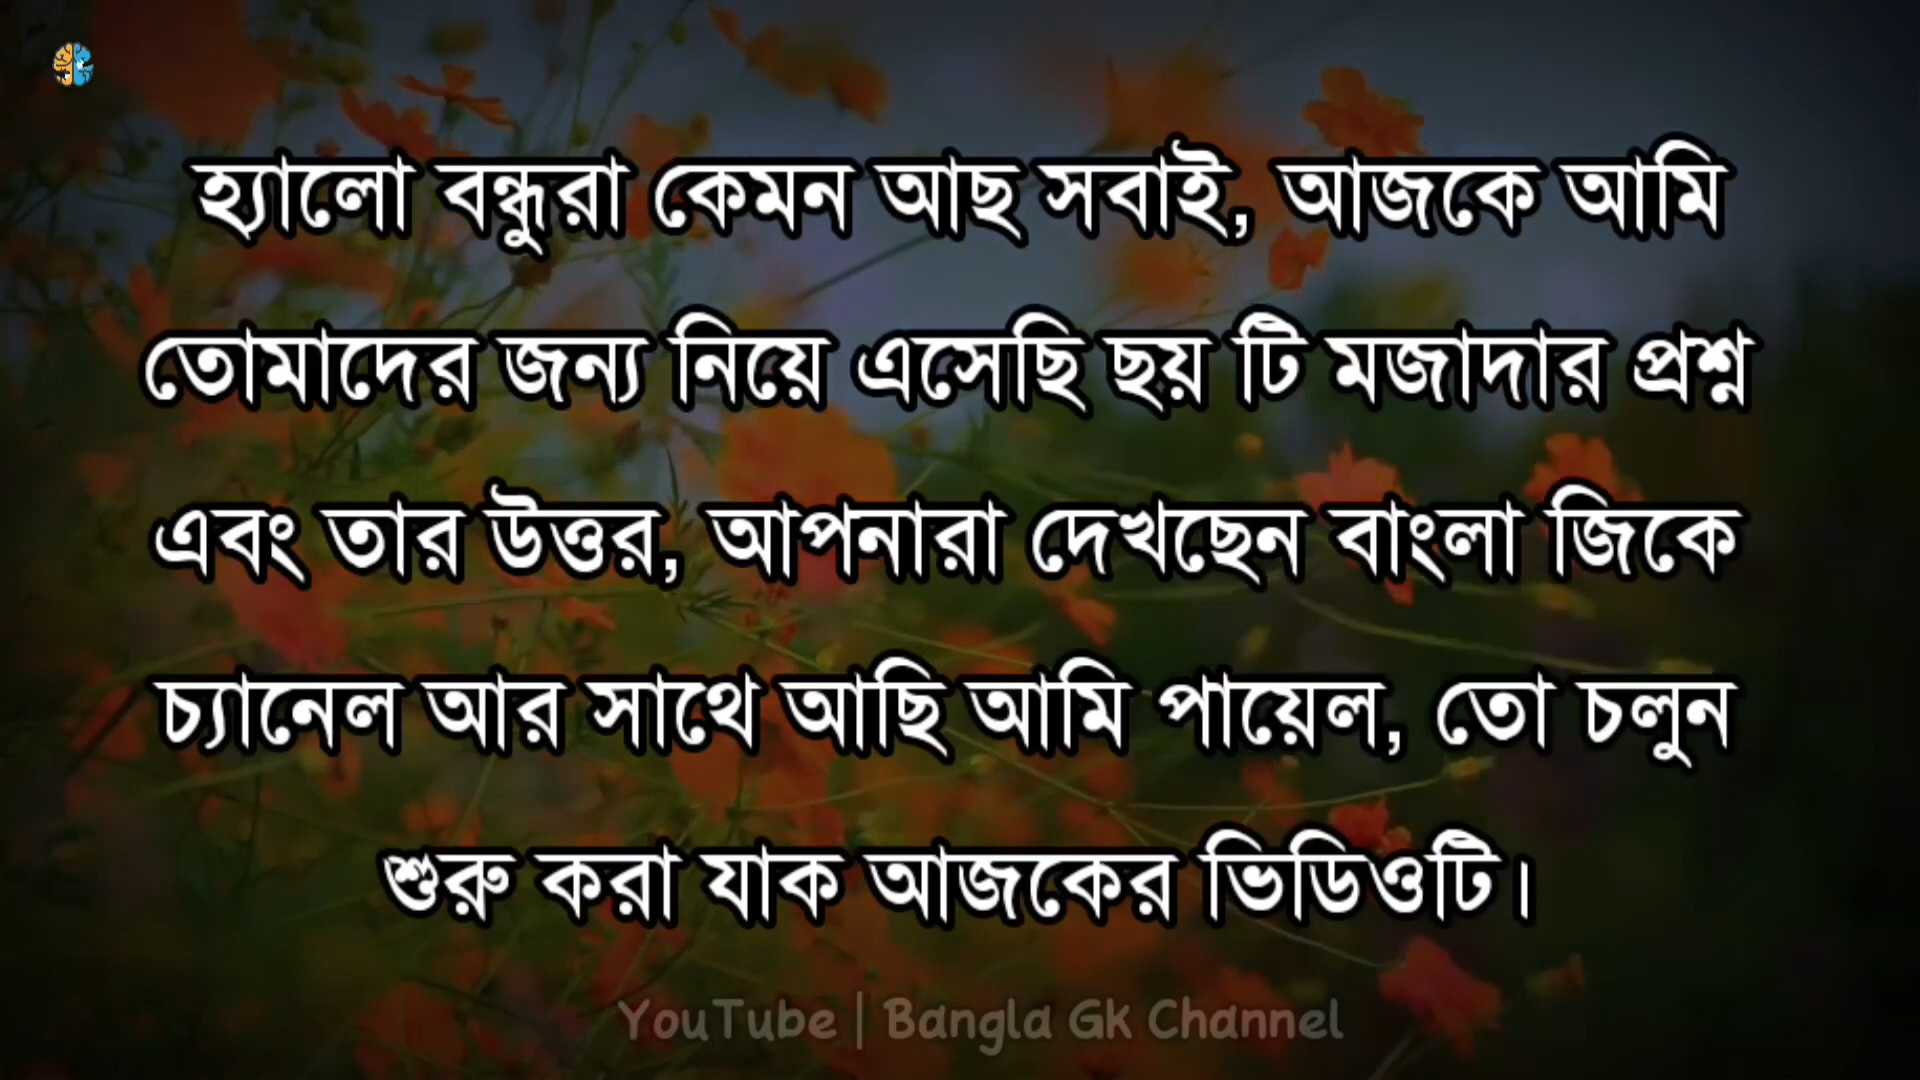 হ্যালো বন্ধুরা কেমন আছ সবাই, আজকে আমি
তোমাদের জন্য নিয়ে এসেছি ছয় টি মজাদার প্রশ্ন
এবং তার উত্তর, আপনারা দেখছেন বাংলা জিকে
চ্যানেল আর সাথে আছি আমি পায়েল, তো চলুন
শুরু করা যাক আজকের ভিডিওটি।
YouTube | Bangla Gk Channel